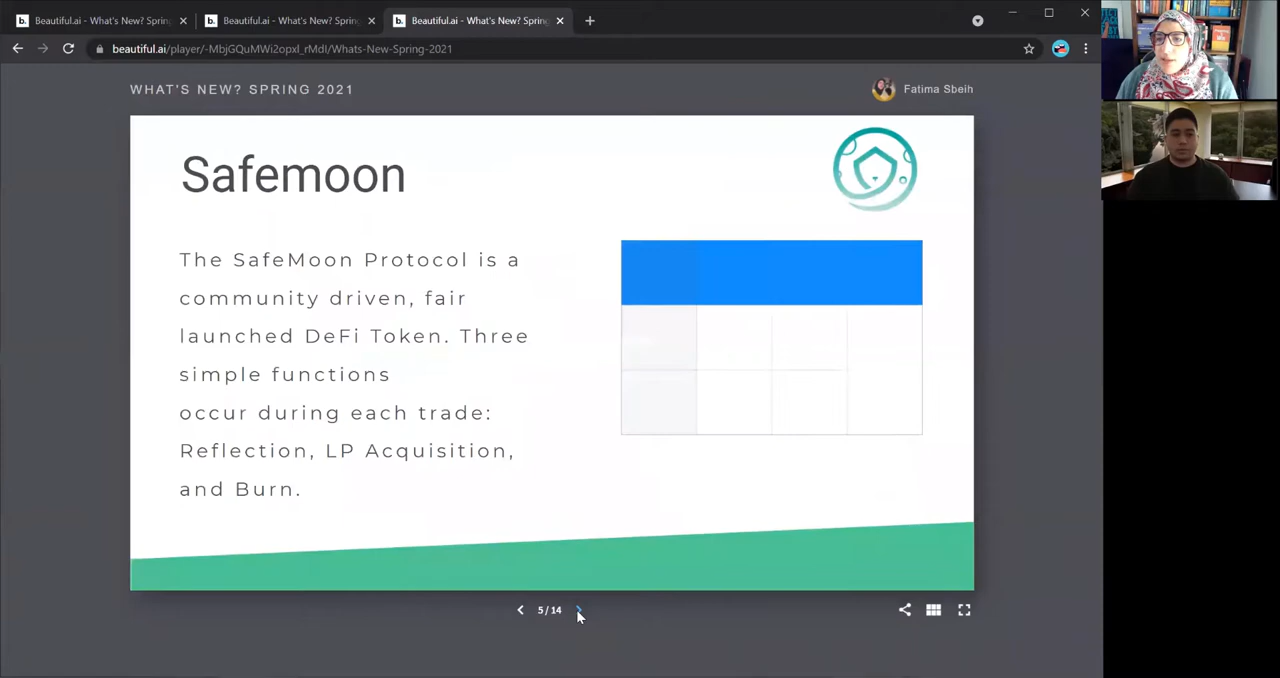 Beautiful.ai - What's New? Spring
Beautiful.ai - What's New? Spring
Beautiful.ai - What's New? Spring
beautiful.ai/player/-MbjGQuMWi2opxl_rMdI/Whats-New-Spring-2021
WHAT'S NEW? SPRING 2021
Fatima Sbeih
Safemoon
The SafeMoon Protocol is a
community driven, fair
launched DeFi Token. Three
simple functions
occur during each trade:
Reflection, LP Acquisition,
and Burn.
5 / 14